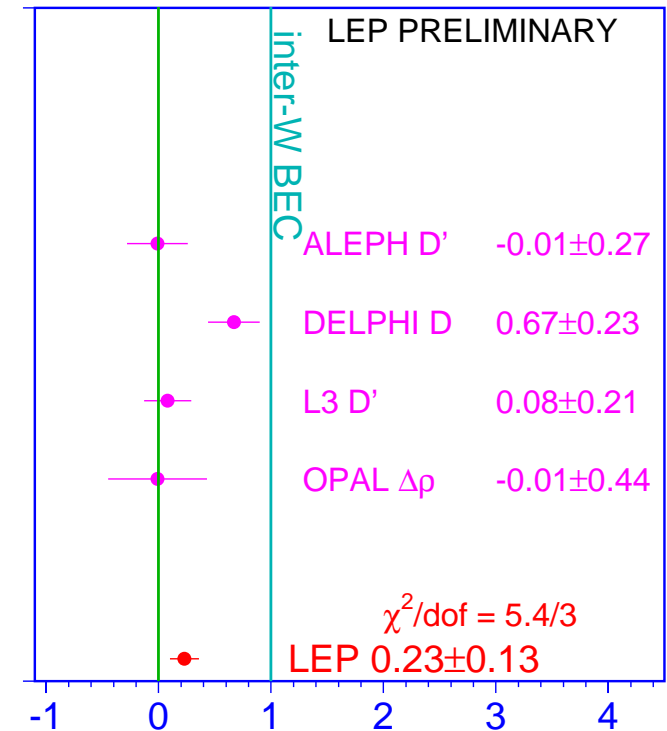 LEP PRELIMINARY
inter-W BEC
ALEPH D’ -0.01±0.27
DELPHI D 0.67±0.23
L3 D’ 0.08±0.21
OPAL Δρ -0.01±0.44
χ²/dof = 5.4/3
LEP 0.23±0.13
-1 0 1 2 3 4